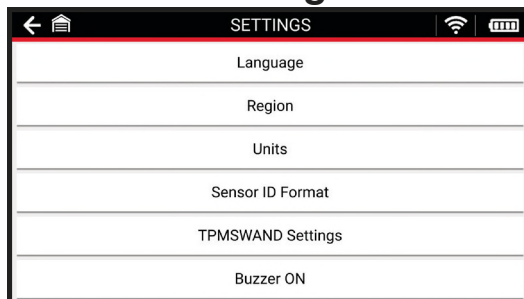 SETTINGS
Language
Region
Units
Sensor ID Format
TPMSWAND Settings
Buzzer ON